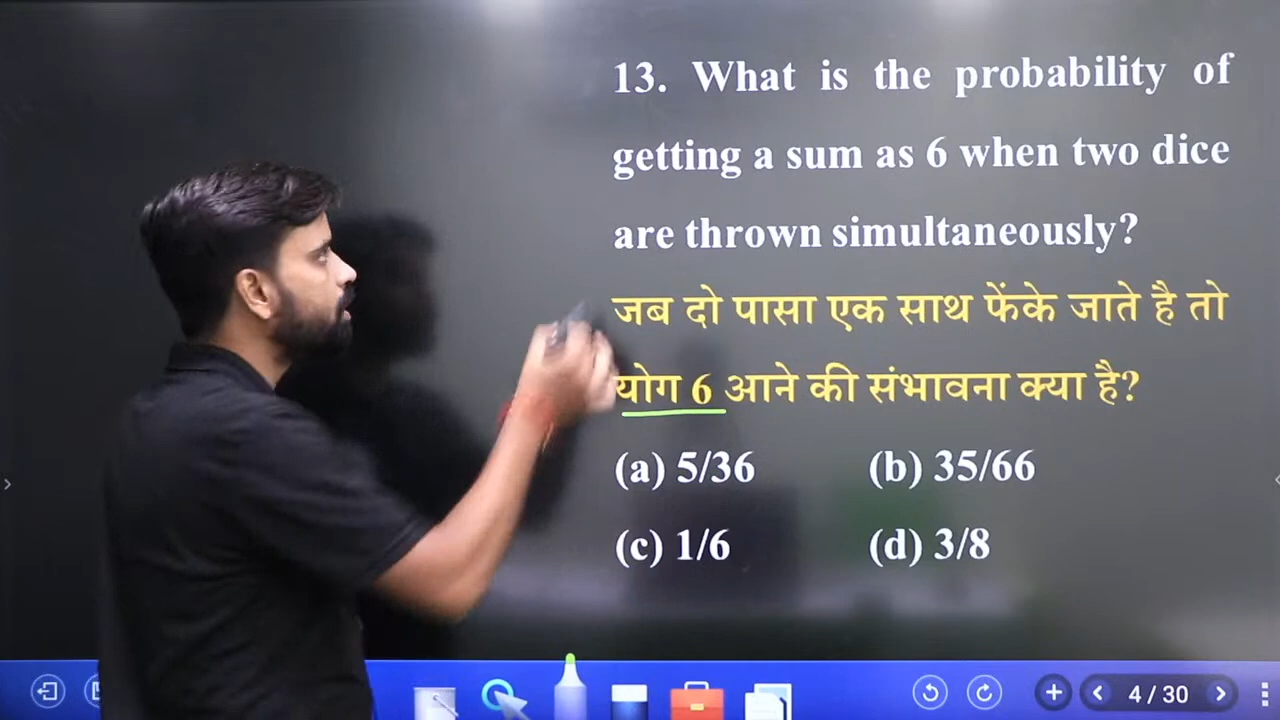 13. What is the probability of
getting a sum as 6 when two dice
are thrown simultaneously?
जब दो पासा एक साथ फेंके जाते है तो
योग 6 आने की संभावना क्या है?
(a) 5/36 (b) 35/66
(c) 1/6 (d) 3/8
4 / 30